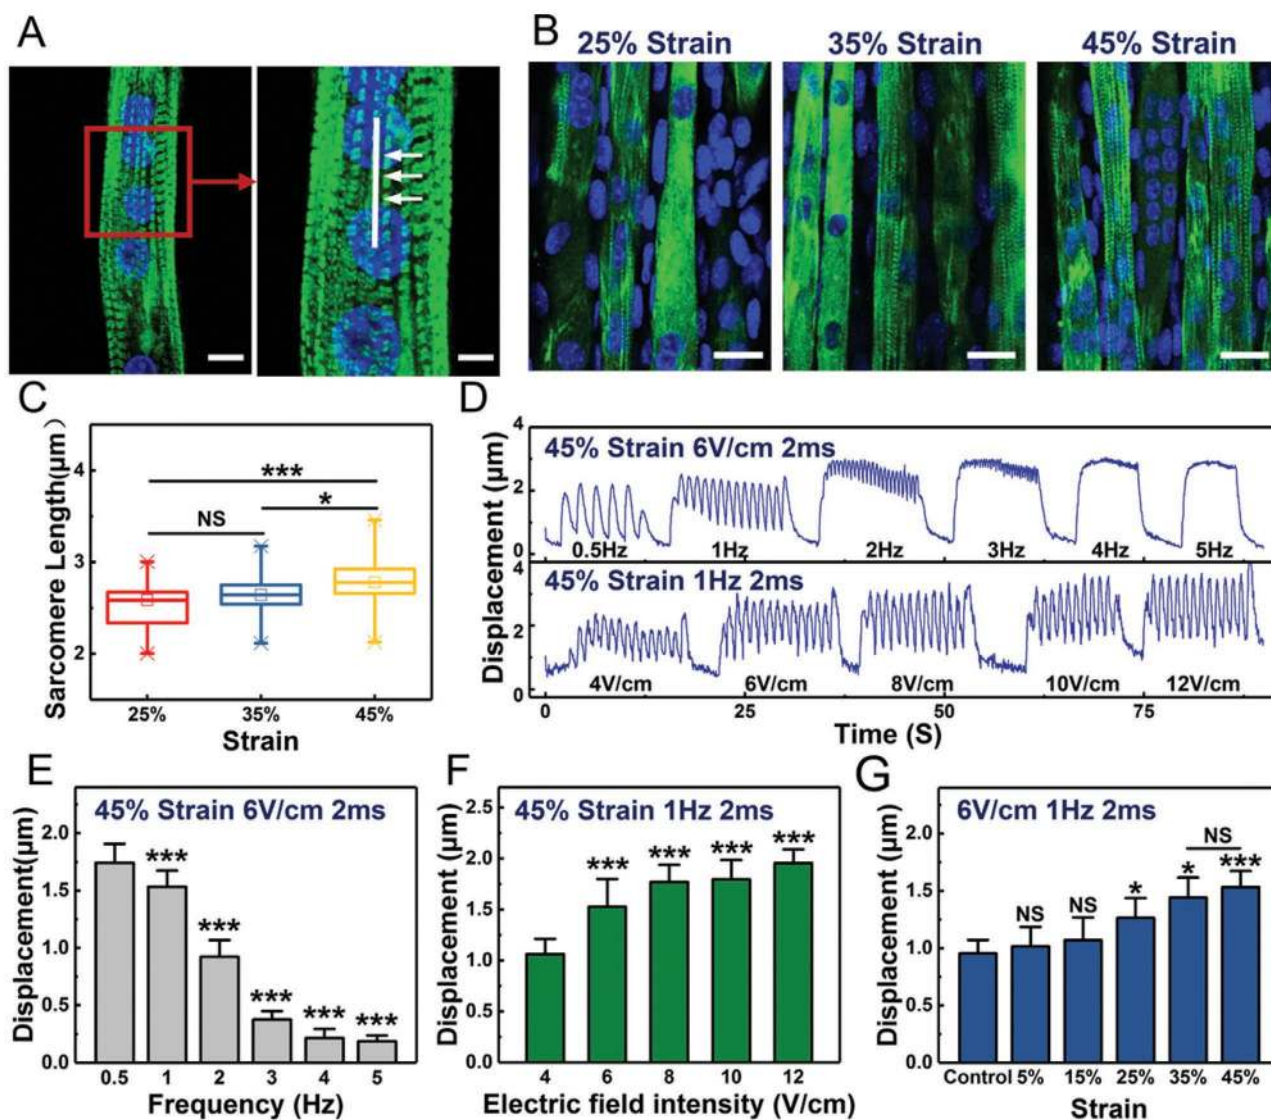 A
B
25% Strain
35% Strain
45% Strain
C
Sarcomere Length(μm)
4
3
2
***
*
NS
25%
35%
45%
Strain
D
Displacement (μm)
4
2
0
45% Strain 6V/cm 2ms
0.5Hz
1Hz
2Hz
3Hz
4Hz
5Hz
4
2
0
45% Strain 1Hz 2ms
4V/cm
6V/cm
8V/cm
10V/cm
12V/cm
0
25
50
75
Time (S)
E
Displacement(μm)
45% Strain 6V/cm 2ms
2.0
1.5
1.0
0.5
0.0
***
***
***
***
***
0.5
1
2
3
4
5
Frequency (Hz)
F
Displacement (μm)
45% Strain 1Hz 2ms
2.5
2.0
1.5
1.0
0.5
0.0
***
***
***
***
4
6
8
10
12
Electric field intensity (V/cm)
G
Displacement (μm)
6V/cm 1Hz 2ms
2.0
1.5
1.0
0.5
0.0
NS
NS
NS
*
*
***
Control
5%
15%
25%
35%
45%
Strain